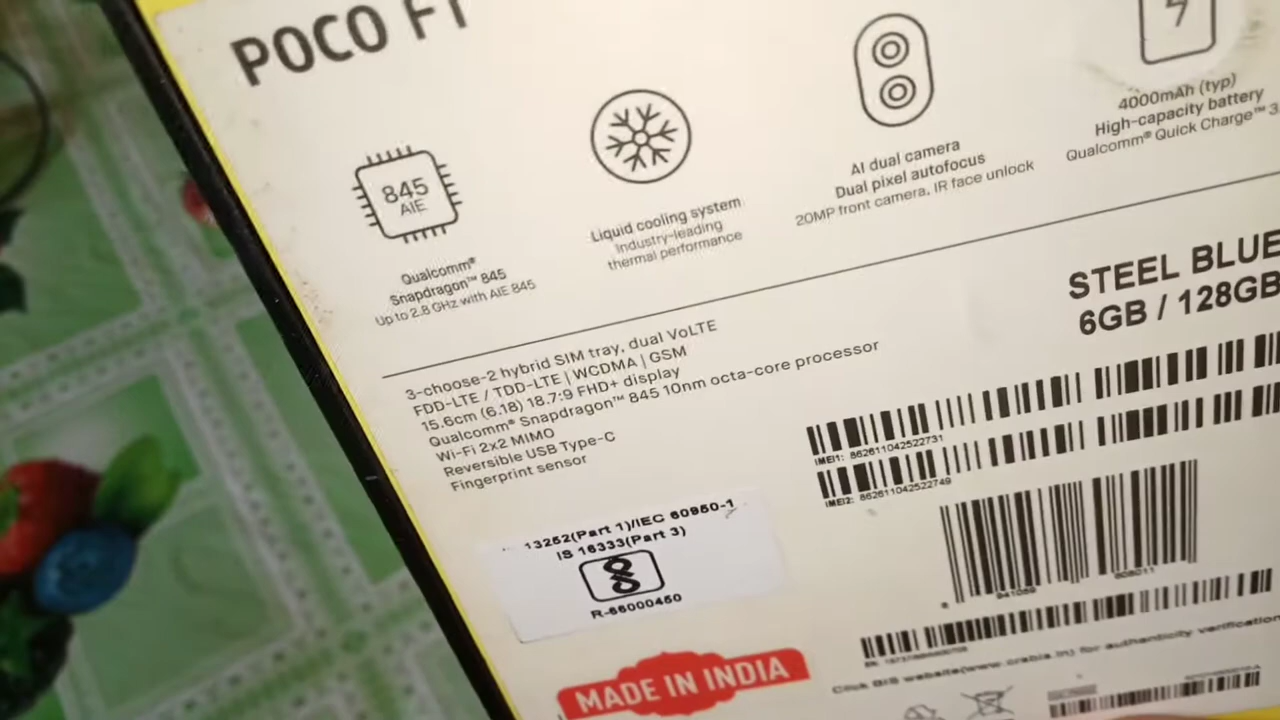 POCO F1
845
AIE
Qualcomm®
Snapdragon™ 845
Up to 2.8 GHz with AIE 845
Liquid cooling system
Industry-leading
thermal performance
AI dual camera
Dual pixel autofocus
20MP front camera, IR face unlock
4000mAh (typ)
High-capacity battery
Qualcomm® Quick Charge™ 3
STEEL BLUE
6GB / 128GB
3-choose-2 hybrid SIM tray, dual VoLTE
FDD-LTE / TDD-LTE | WCDMA | GSM
15.6cm (6.18) 18.7:9 FHD+ display
Qualcomm® Snapdragon™ 845 10nm octa-core processor
Wi-Fi 2x2 MIMO
Reversible USB Type-C
Fingerprint sensor
IMEI1: 862611042522731
IMEI2: 862611042522749
13252(Part 1)/IEC 60950-1
IS 16333(Part 3)
R-66000450
MADE IN INDIA
for authenticity verification